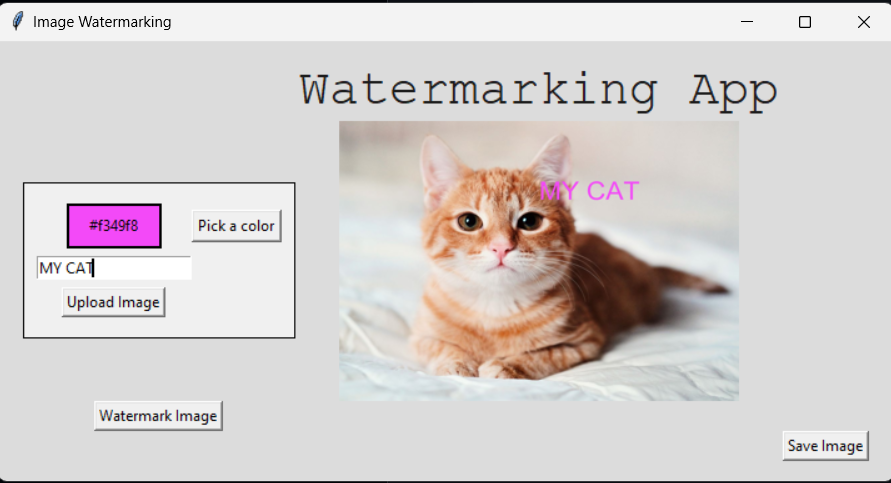 Image Watermarking
Watermarking App
MY CAT
#f349f8
Pick a color
MY CAT
Upload Image
Watermark Image
Save Image